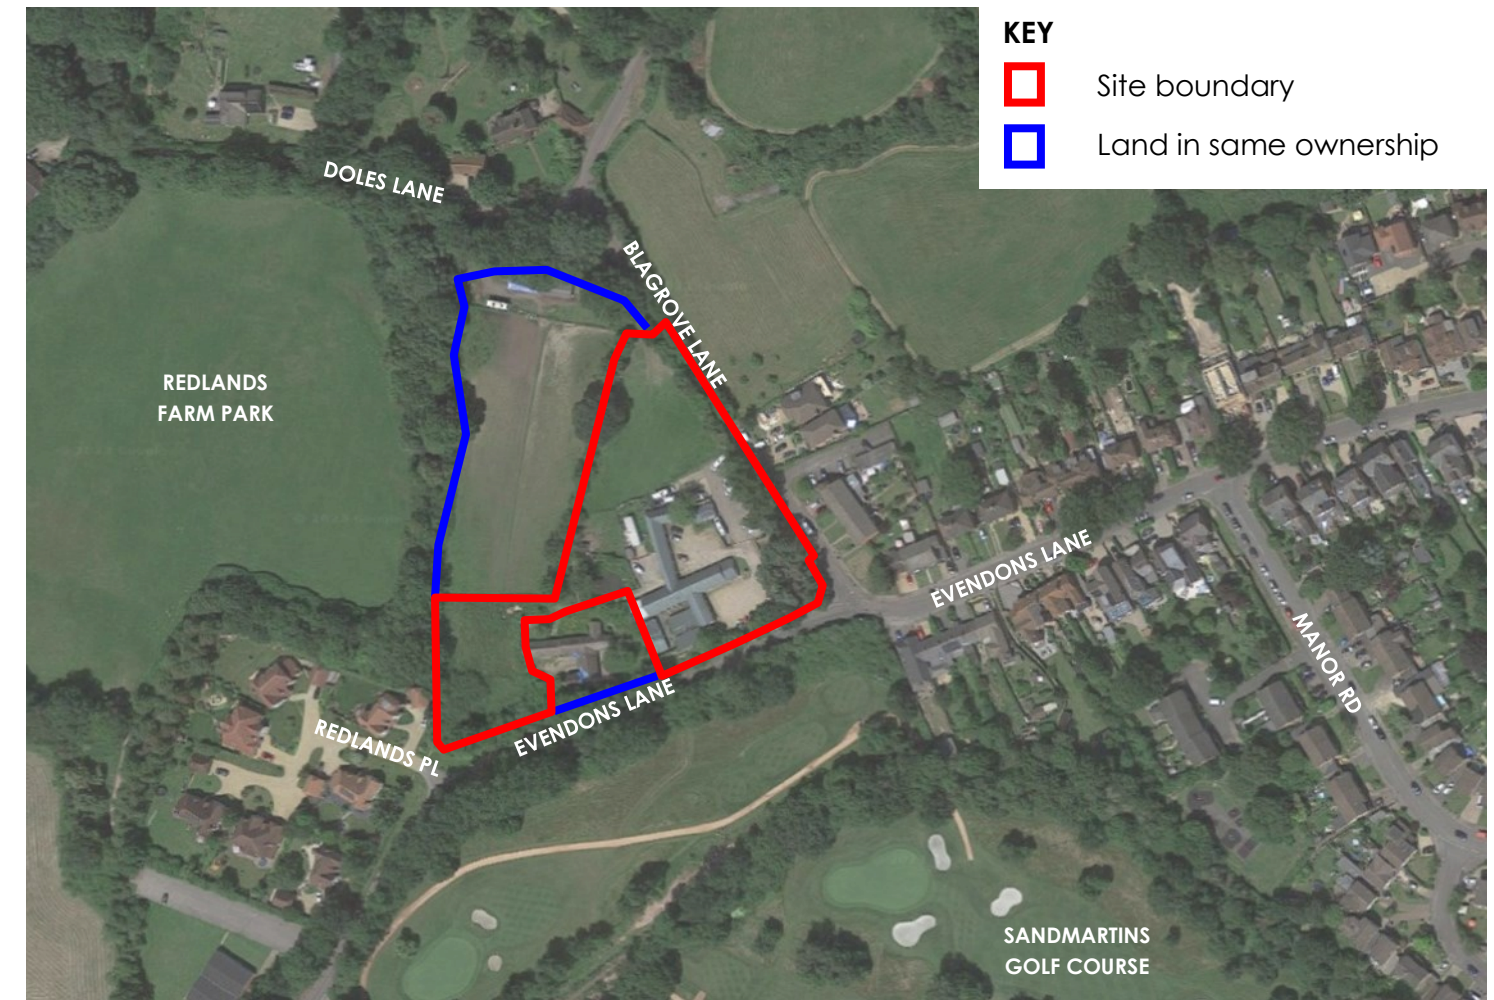 KEY
Site boundary
Land in same ownership
DOLES LANE
BLAGROVE LANE
REDLANDS
FARM PARK
EVENDONS LANE
MANOR RD
EVENDONS LANE
REDLANDS PL
SANDMARTINS
GOLF COURSE